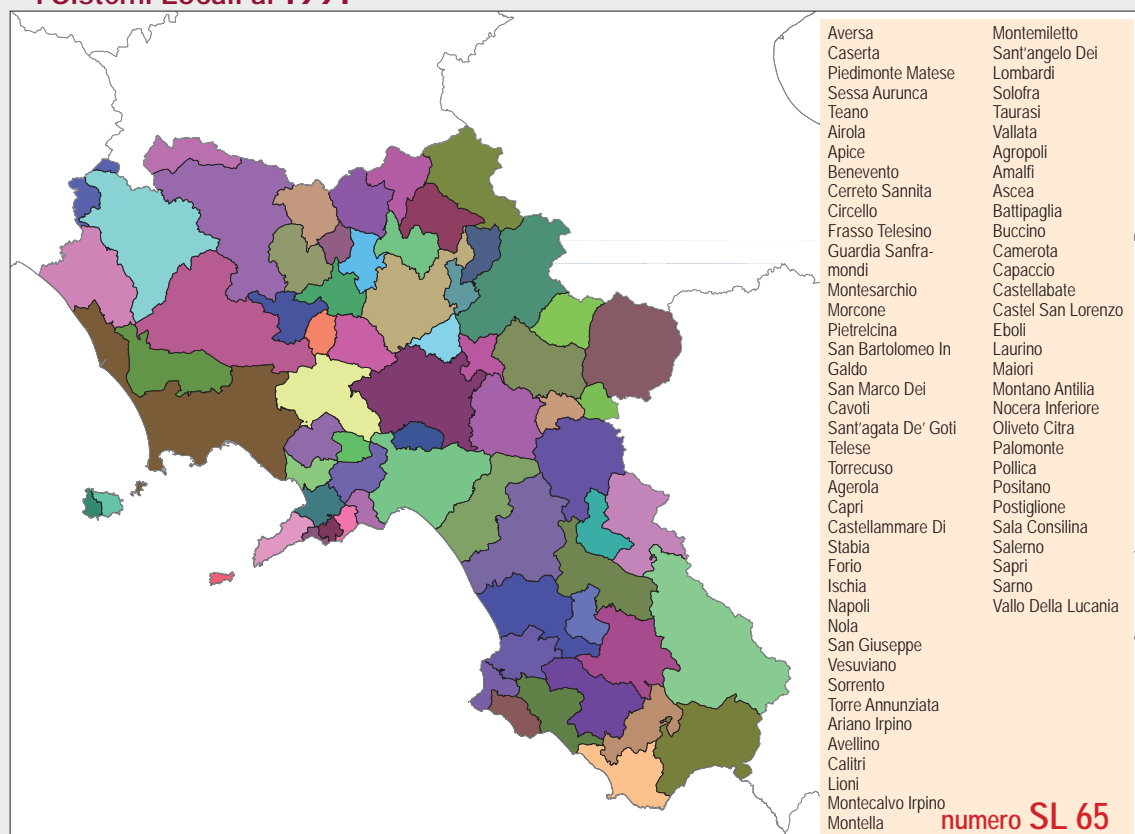 i Sistemi Locali al 1991
Aversa
Caserta
Piedimonte Matese
Sessa Aurunca
Teano
Airola
Apice
Benevento
Cerreto Sannita
Circello
Frasso Telesino
Guardia Sanfra-
mondi
Montesarchio
Morcone
Pietrelcina
San Bartolomeo In
Galdo
San Marco Dei
Cavoti
Sant'agata De' Goti
Telese
Torrecuso
Agerola
Capri
Castellammare Di
Stabia
Forio
Ischia
Napoli
Nola
San Giuseppe
Vesuviano
Sorrento
Torre Annunziata
Ariano Irpino
Avellino
Calitri
Lioni
Montecalvo Irpino
Montella
Montemiletto
Sant'angelo Dei
Lombardi
Solofra
Taurasi
Vallata
Agropoli
Amalfi
Ascea
Battipaglia
Buccino
Camerota
Capaccio
Castellabate
Castel San Lorenzo
Eboli
Laurino
Maiori
Montano Antilia
Nocera Inferiore
Oliveto Citra
Palomonte
Pollica
Positano
Postiglione
Sala Consilina
Salerno
Sapri
Sarno
Vallo Della Lucania
numero SL 65